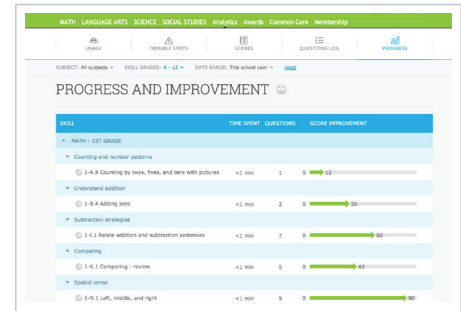 MATH LANGUAGE ARTS SCIENCE SOCIAL STUDIES Analytics Awards Common Core Membership
USAGE TROUBLE SPOTS SCORES QUESTIONS LOG PROGRESS
SUBJECT: All subjects SKILL GRADES: K - 12 DATE RANGE: This school year reset
PROGRESS AND IMPROVEMENT
SKILL TIME SPENT QUESTIONS SCORE IMPROVEMENT
MATH - 1ST GRADE
Counting and number patterns
1-A.9 Counting by twos, fives, and tens with pictures <1 min 1 0 12
Understand addition
1-B.4 Adding zero <1 min 2 0 36
Subtraction strategies
1-I.1 Relate addition and subtraction sentences <1 min 7 0 60
Comparing
1-K.1 Comparing - review <1 min 5 0 43
Spatial sense
1-N.1 Left, middle, and right <1 min 9 0 90